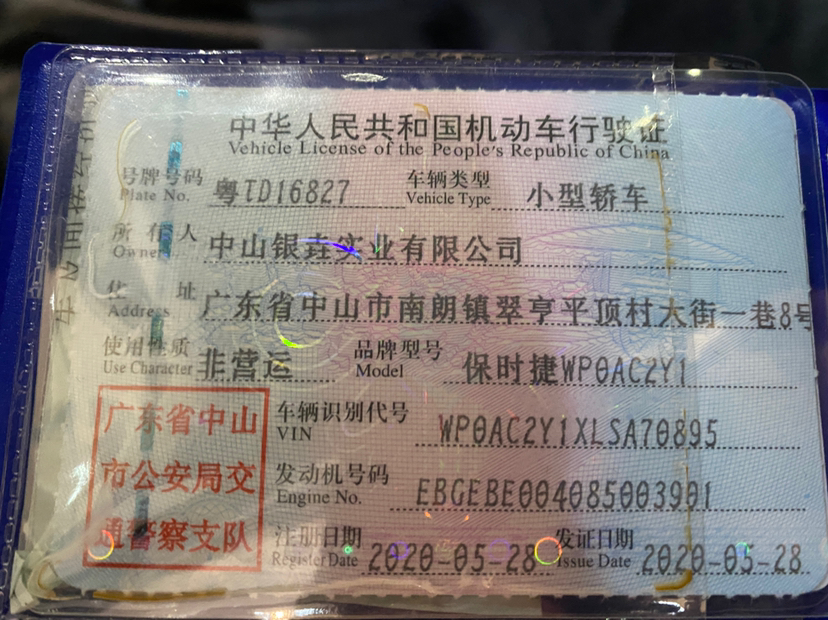 中华人民共和国机动车行驶证
Vehicle License of the People's Republic of China
号牌号码 粤TD16827 车辆类型 小型轿车
Plate No. Vehicle Type
所有人 中山银垚实业有限公司
Owner
住址 广东省中山市南朗镇翠亨平顶村大街一巷8号
Address
使用性质 非营运 品牌型号 保时捷WP0AC2Y1
Use Character Model
广东省中山
市公安局交
通警察支队
车辆识别代号 WP0AC2Y1XLSA70895
VIN
发动机号码 EBGEBE004085003901
Engine No.
注册日期 2020-05-28 发证日期 2020-05-28
Register Date Issue Date